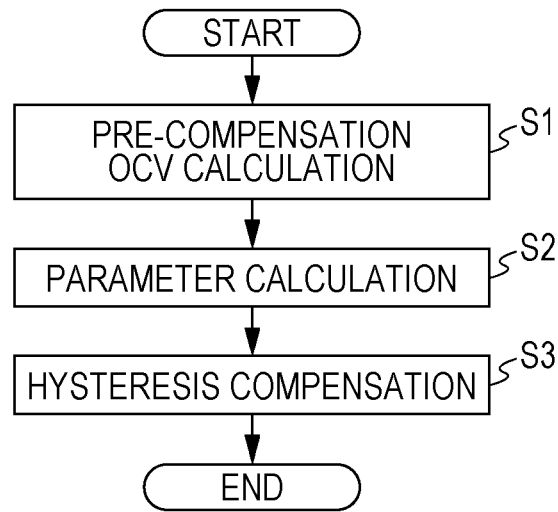 START
PRE-COMPENSATION
OCV CALCULATION
S1
PARAMETER CALCULATION
S2
HYSTERESIS COMPENSATION
S3
END